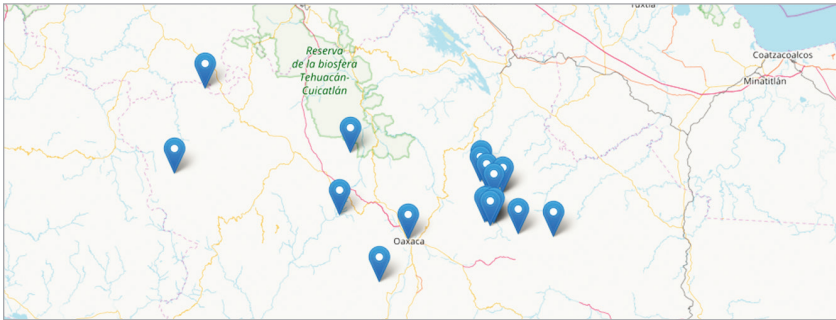 Tuxtla
Reserva
de la biosfera
Tehuacán-
Cuicatlán
Coatzacoalcos
Minatitlán
Oaxaca